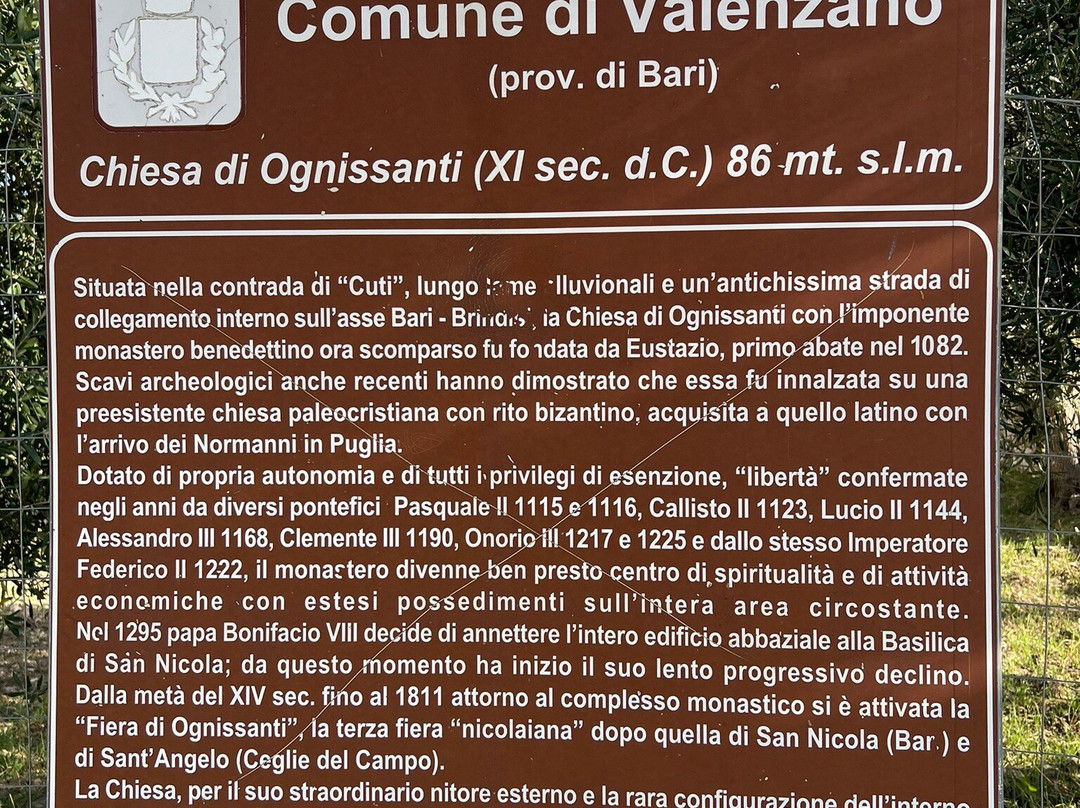 Comune di Valenzano
(prov. di Bari)
Chiesa di Ognissanti (XI sec. d.C.) 86 mt. s.l.m.
Situata nella contrada di “Cuti”, lungo lame alluvionali e un’antichissima strada di
collegamento interno sull’asse Bari - Brindisi, la Chiesa di Ognissanti con l’imponente
monastero benedettino ora scomparso fu fondata da Eustazio, primo abate nel 1082.
Scavi archeologici anche recenti hanno dimostrato che essa fu innalzata su una
preesistente chiesa paleocristiana con rito bizantino, acquisita a quello latino con
l’arrivo dei Normanni in Puglia.
Dotato di propria autonomia e di tutti i privilegi di esenzione, “libertà” confermate
negli anni da diversi pontefici Pasquale II 1115 e 1116, Callisto II 1123, Lucio II 1144,
Alessandro III 1168, Clemente III 1190, Onorio III 1217 e 1225 e dallo stesso Imperatore
Federico II 1222, il monastero divenne ben presto centro di spiritualità e di attività
economiche con estesi possedimenti sull’intera area circostante.
Nel 1295 papa Bonifacio VIII decide di annettere l’intero edificio abbaziale alla Basilica
di San Nicola; da questo momento ha inizio il suo lento progressivo declino.
Dalla metà del XIV sec. fino al 1811 attorno al complesso monastico si è attivata la
“Fiera di Ognissanti”, la terza fiera “nicolaiana” dopo quella di San Nicola (Bari) e
di Sant’Angelo (Ceglie del Campo).
La Chiesa, per il suo straordinario nitore esterno e la rara configurazione dell’interno